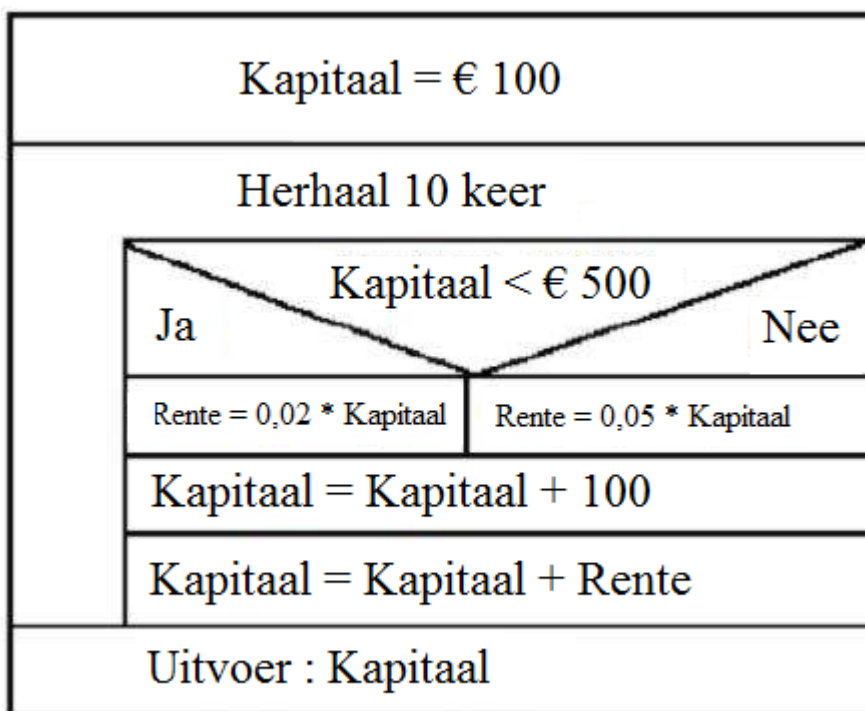 Kapitaal = € 100
Herhaal 10 keer
Kapitaal < € 500
Ja
Nee
Rente = 0,02 * Kapitaal
Rente = 0,05 * Kapitaal
Kapitaal = Kapitaal + 100
Kapitaal = Kapitaal + Rente
Uitvoer : Kapitaal